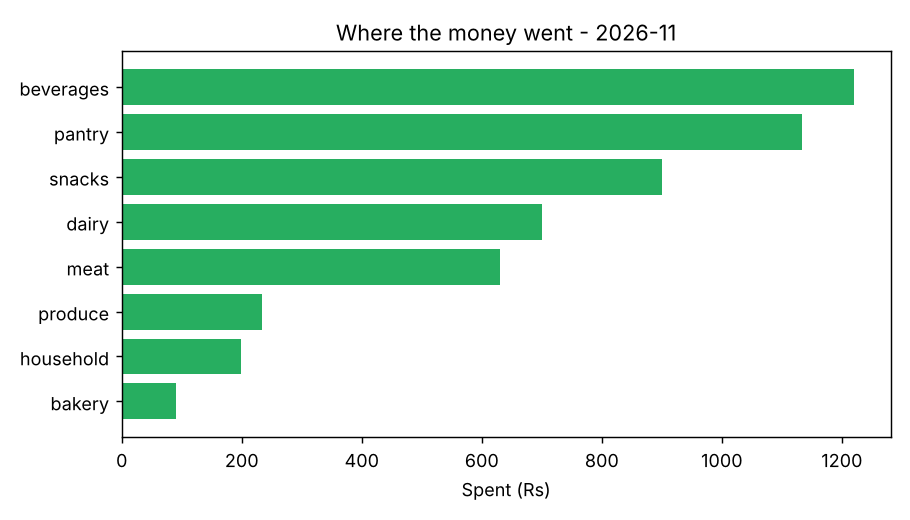 Where the money went - 2026-11
beverages
pantry
snacks
dairy
meat
produce
household
bakery
0 200 400 600 800 1000 1200
Spent (Rs)